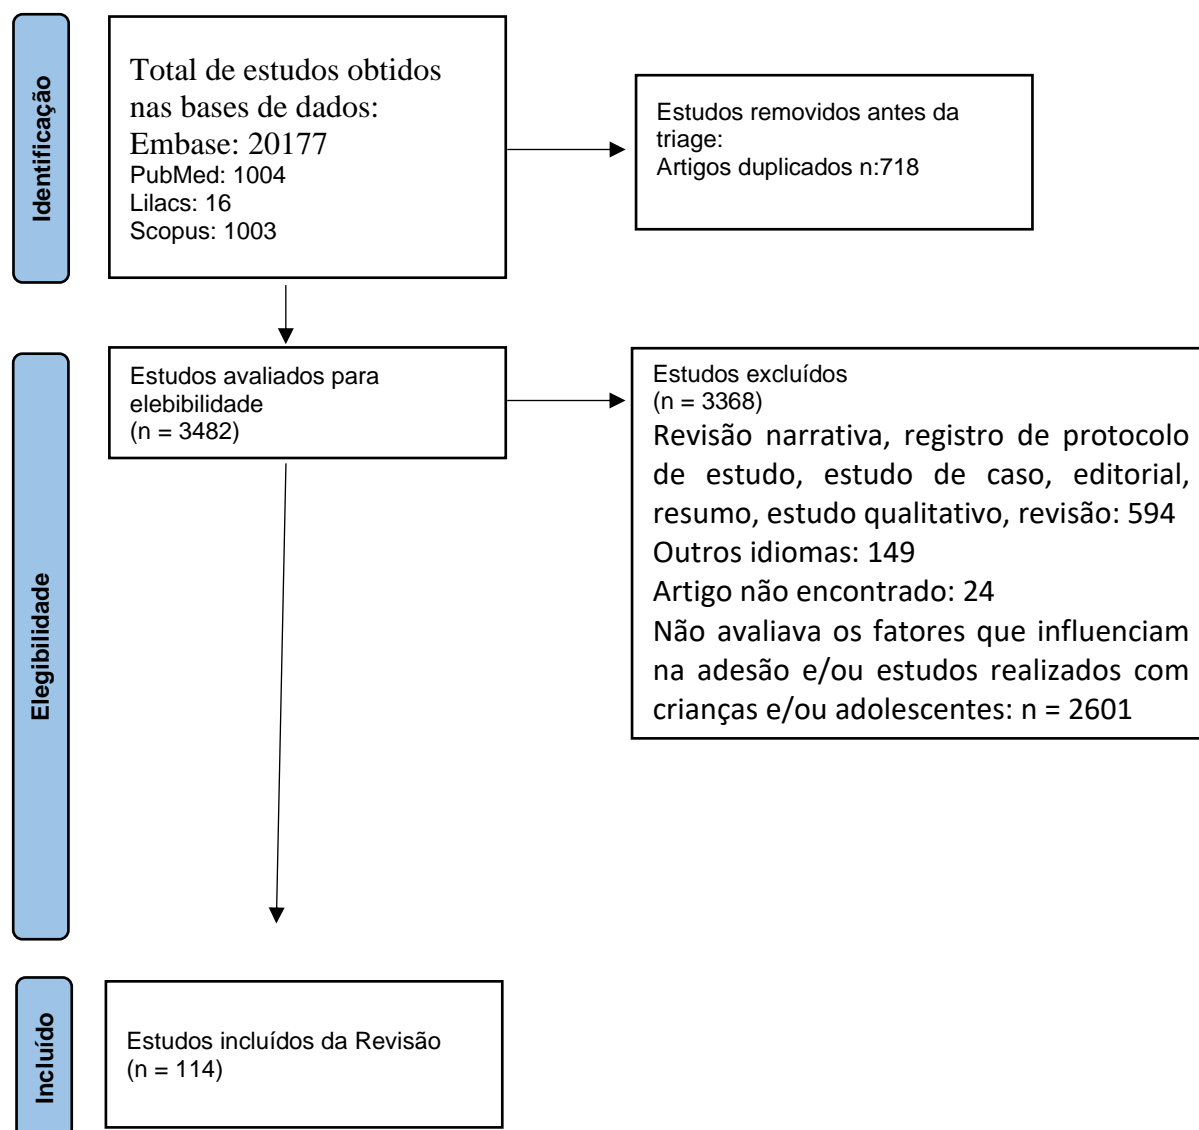 Identificação
Total de estudos obtidos
nas bases de dados:
Embase: 20177
PubMed: 1004
Lilacs: 16
Scopus: 1003
Estudos removidos antes da
triage:
Artigos duplicados n:718
Elegibilidade
Estudos avaliados para
elebibilidade
(n = 3482)
Estudos excluídos
(n = 3368)
Revisão narrativa, registro de protocolo
de estudo, estudo de caso, editorial,
resumo, estudo qualitativo, revisão: 594
Outros idiomas: 149
Artigo não encontrado: 24
Não avaliava os fatores que influenciam
na adesão e/ou estudos realizados com
crianças e/ou adolescentes: n = 2601
Incluído
Estudos incluídos da Revisão
(n = 114)